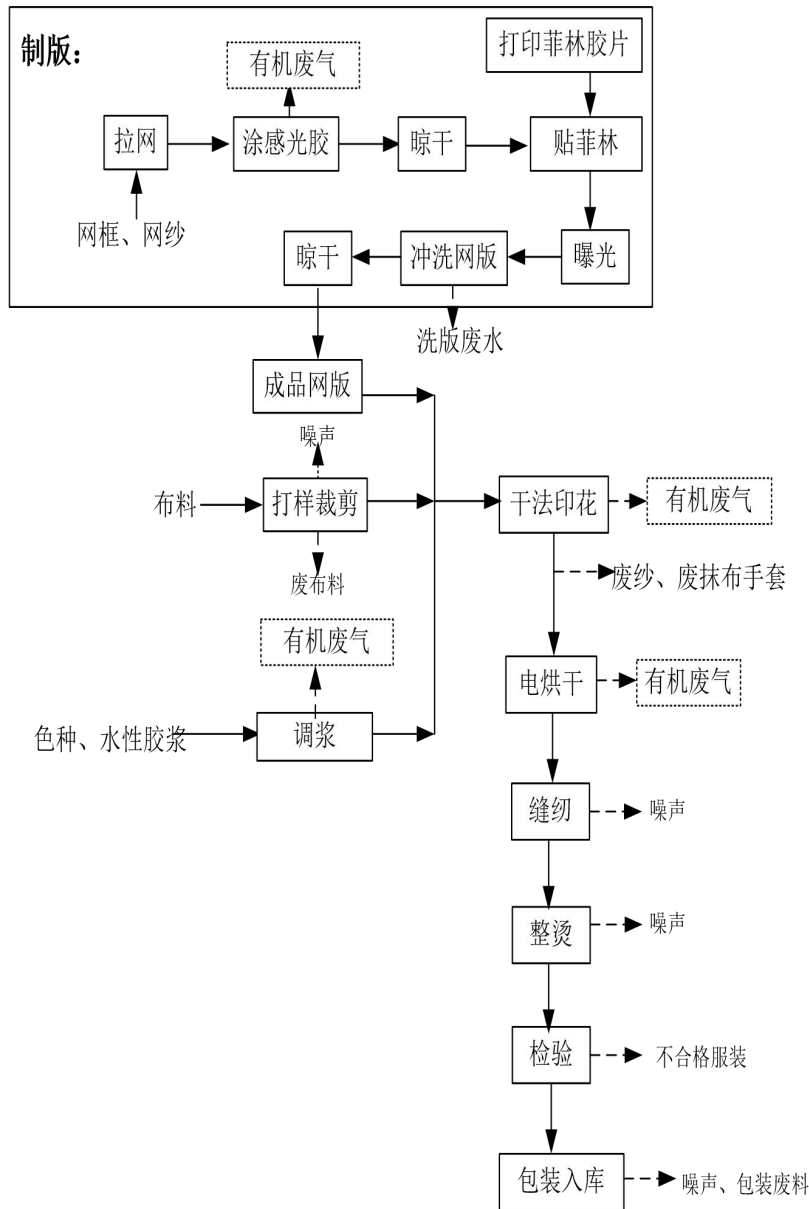 制版：
打印菲林胶片
有机废气
拉网
涂感光胶
晾干
贴菲林
网框、网纱
晾干
冲洗网版
曝光
洗版废水
成品网版
噪声
布料
打样裁剪
干法印花
有机废气
废布料
废纱、废抹布手套
有机废气
电烘干
有机废气
色种、水性胶浆
调浆
缝纫
噪声
整烫
噪声
检验
不合格服装
包装入库
噪声、包装废料